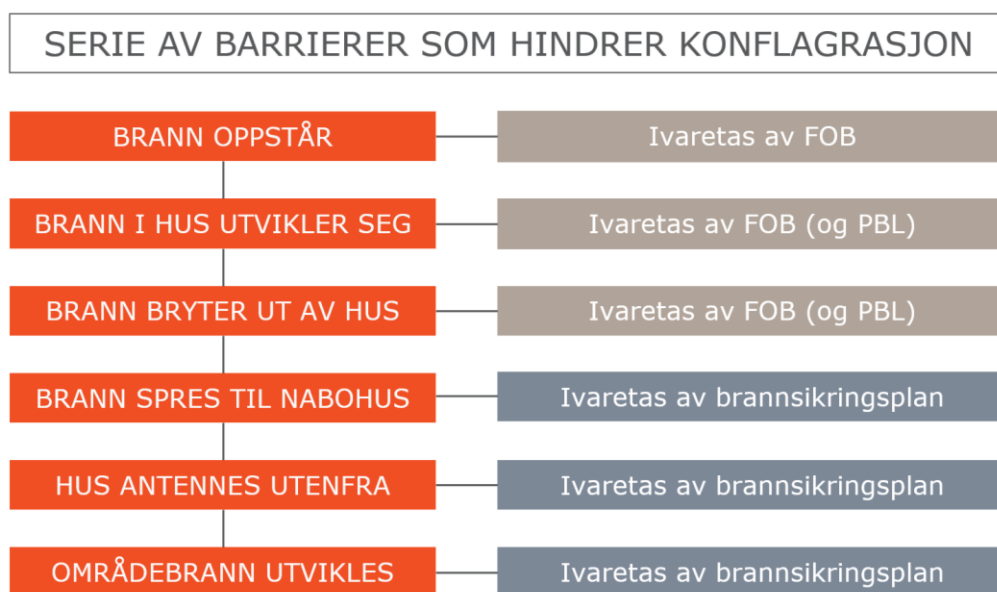 SERIE AV BARRIERER SOM HINDRER KONFLAGRASJON
BRANN OPPSTÅR
Ivaretas av FOB
BRANN I HUS UTVIKLER SEG
Ivaretas av FOB (og PBL)
BRANN BRYTER UT AV HUS
Ivaretas av FOB (og PBL)
BRANN SPRES TIL NABOHUS
Ivaretas av brannsikringsplan
HUS ANTENNES UTENFRA
Ivaretas av brannsikringsplan
OMRÅDEBRANN UTVIKLES
Ivaretas av brannsikringsplan